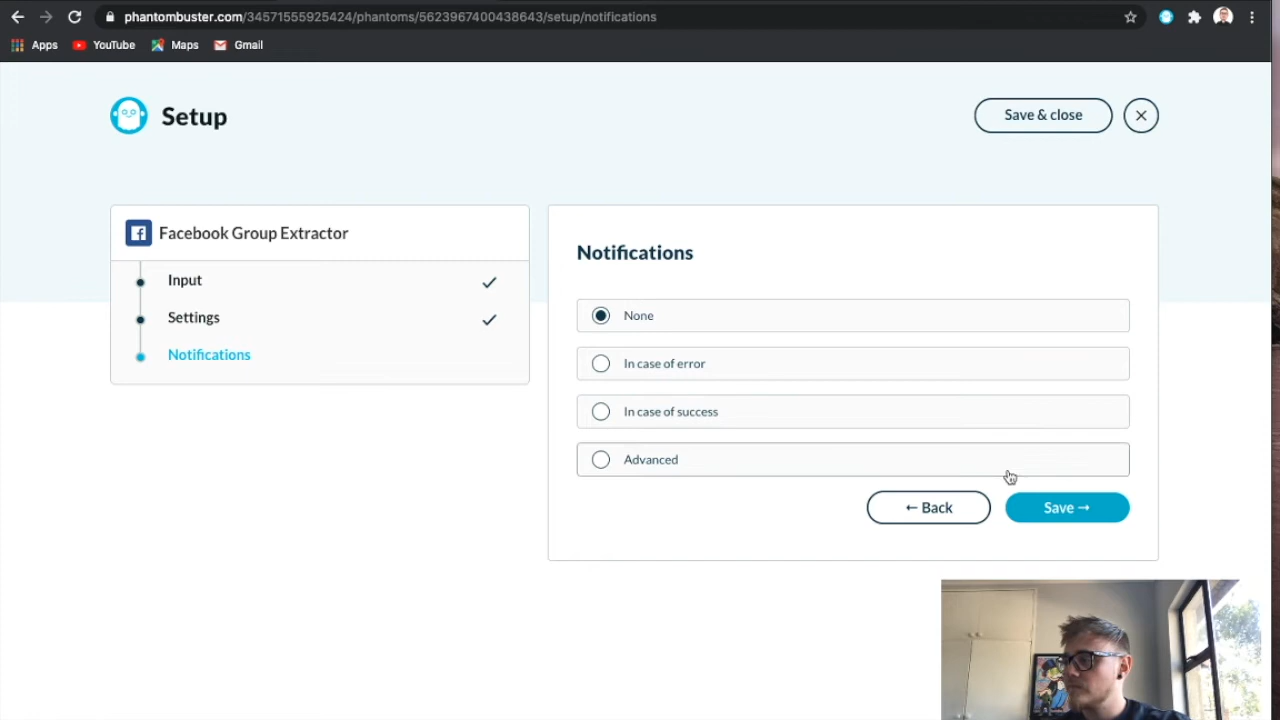 phantombuster.com/34571555925424/phantoms/5623967400438643/setup/notifications
Apps YouTube Maps Gmail
Setup
Save & close
Facebook Group Extractor
Input
Settings
Notifications
Notifications
None
In case of error
In case of success
Advanced
← Back
Save →